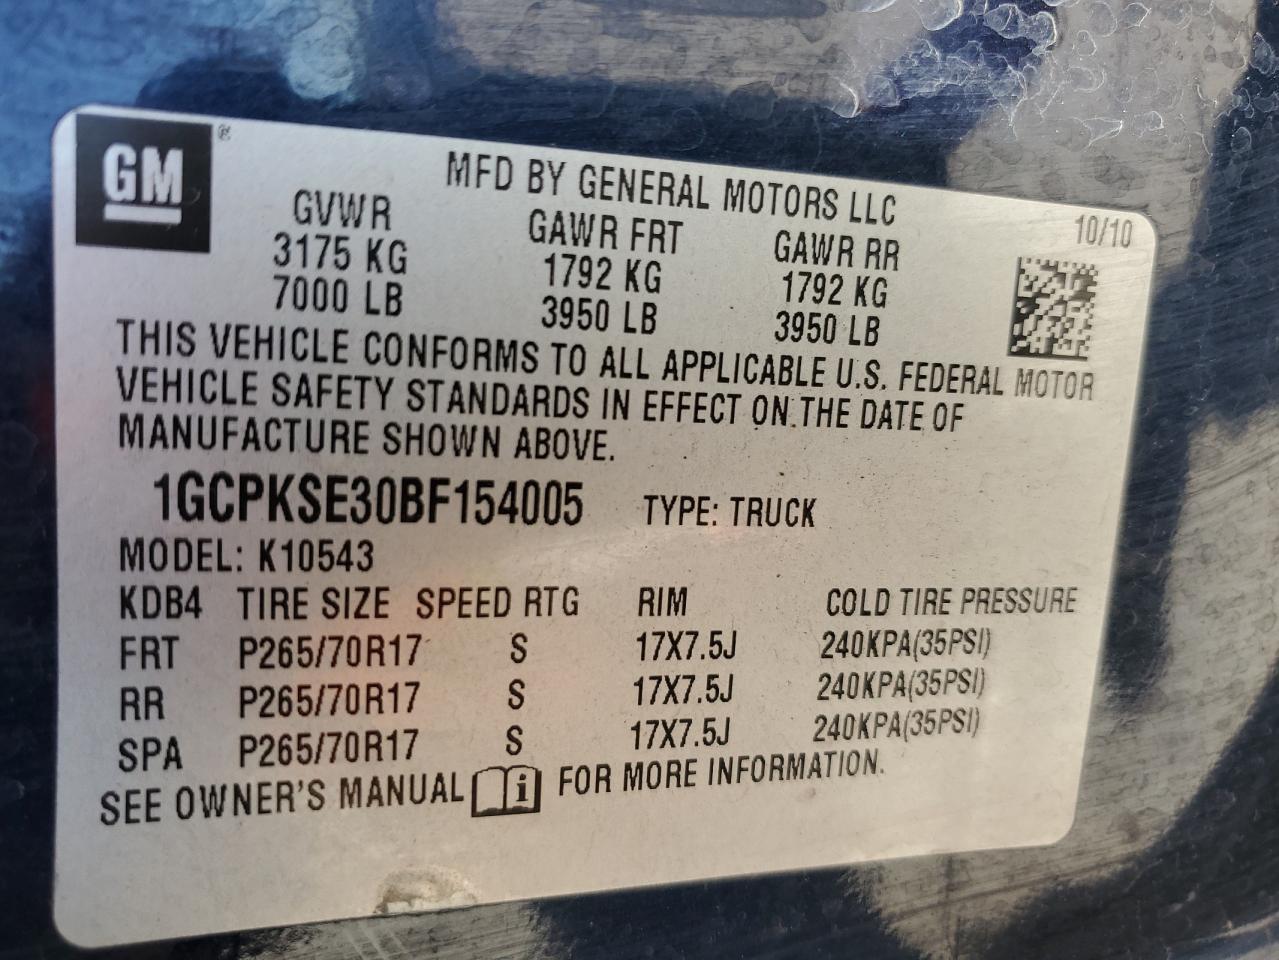 GM ®
MFD BY GENERAL MOTORS LLC
10/10
GVWR GAWR FRT GAWR RR
3175 KG 1792 KG 1792 KG
7000 LB 3950 LB 3950 LB
THIS VEHICLE CONFORMS TO ALL APPLICABLE U.S. FEDERAL MOTOR
VEHICLE SAFETY STANDARDS IN EFFECT ON THE DATE OF
MANUFACTURE SHOWN ABOVE.
1GCPKSE30BF154005 TYPE: TRUCK
MODEL: K10543
KDB4 TIRE SIZE SPEED RTG RIM COLD TIRE PRESSURE
FRT P265/70R17 S 17X7.5J 240KPA(35PSI)
RR P265/70R17 S 17X7.5J 240KPA(35PSI)
SPA P265/70R17 S 17X7.5J 240KPA(35PSI)
SEE OWNER'S MANUAL i FOR MORE INFORMATION.